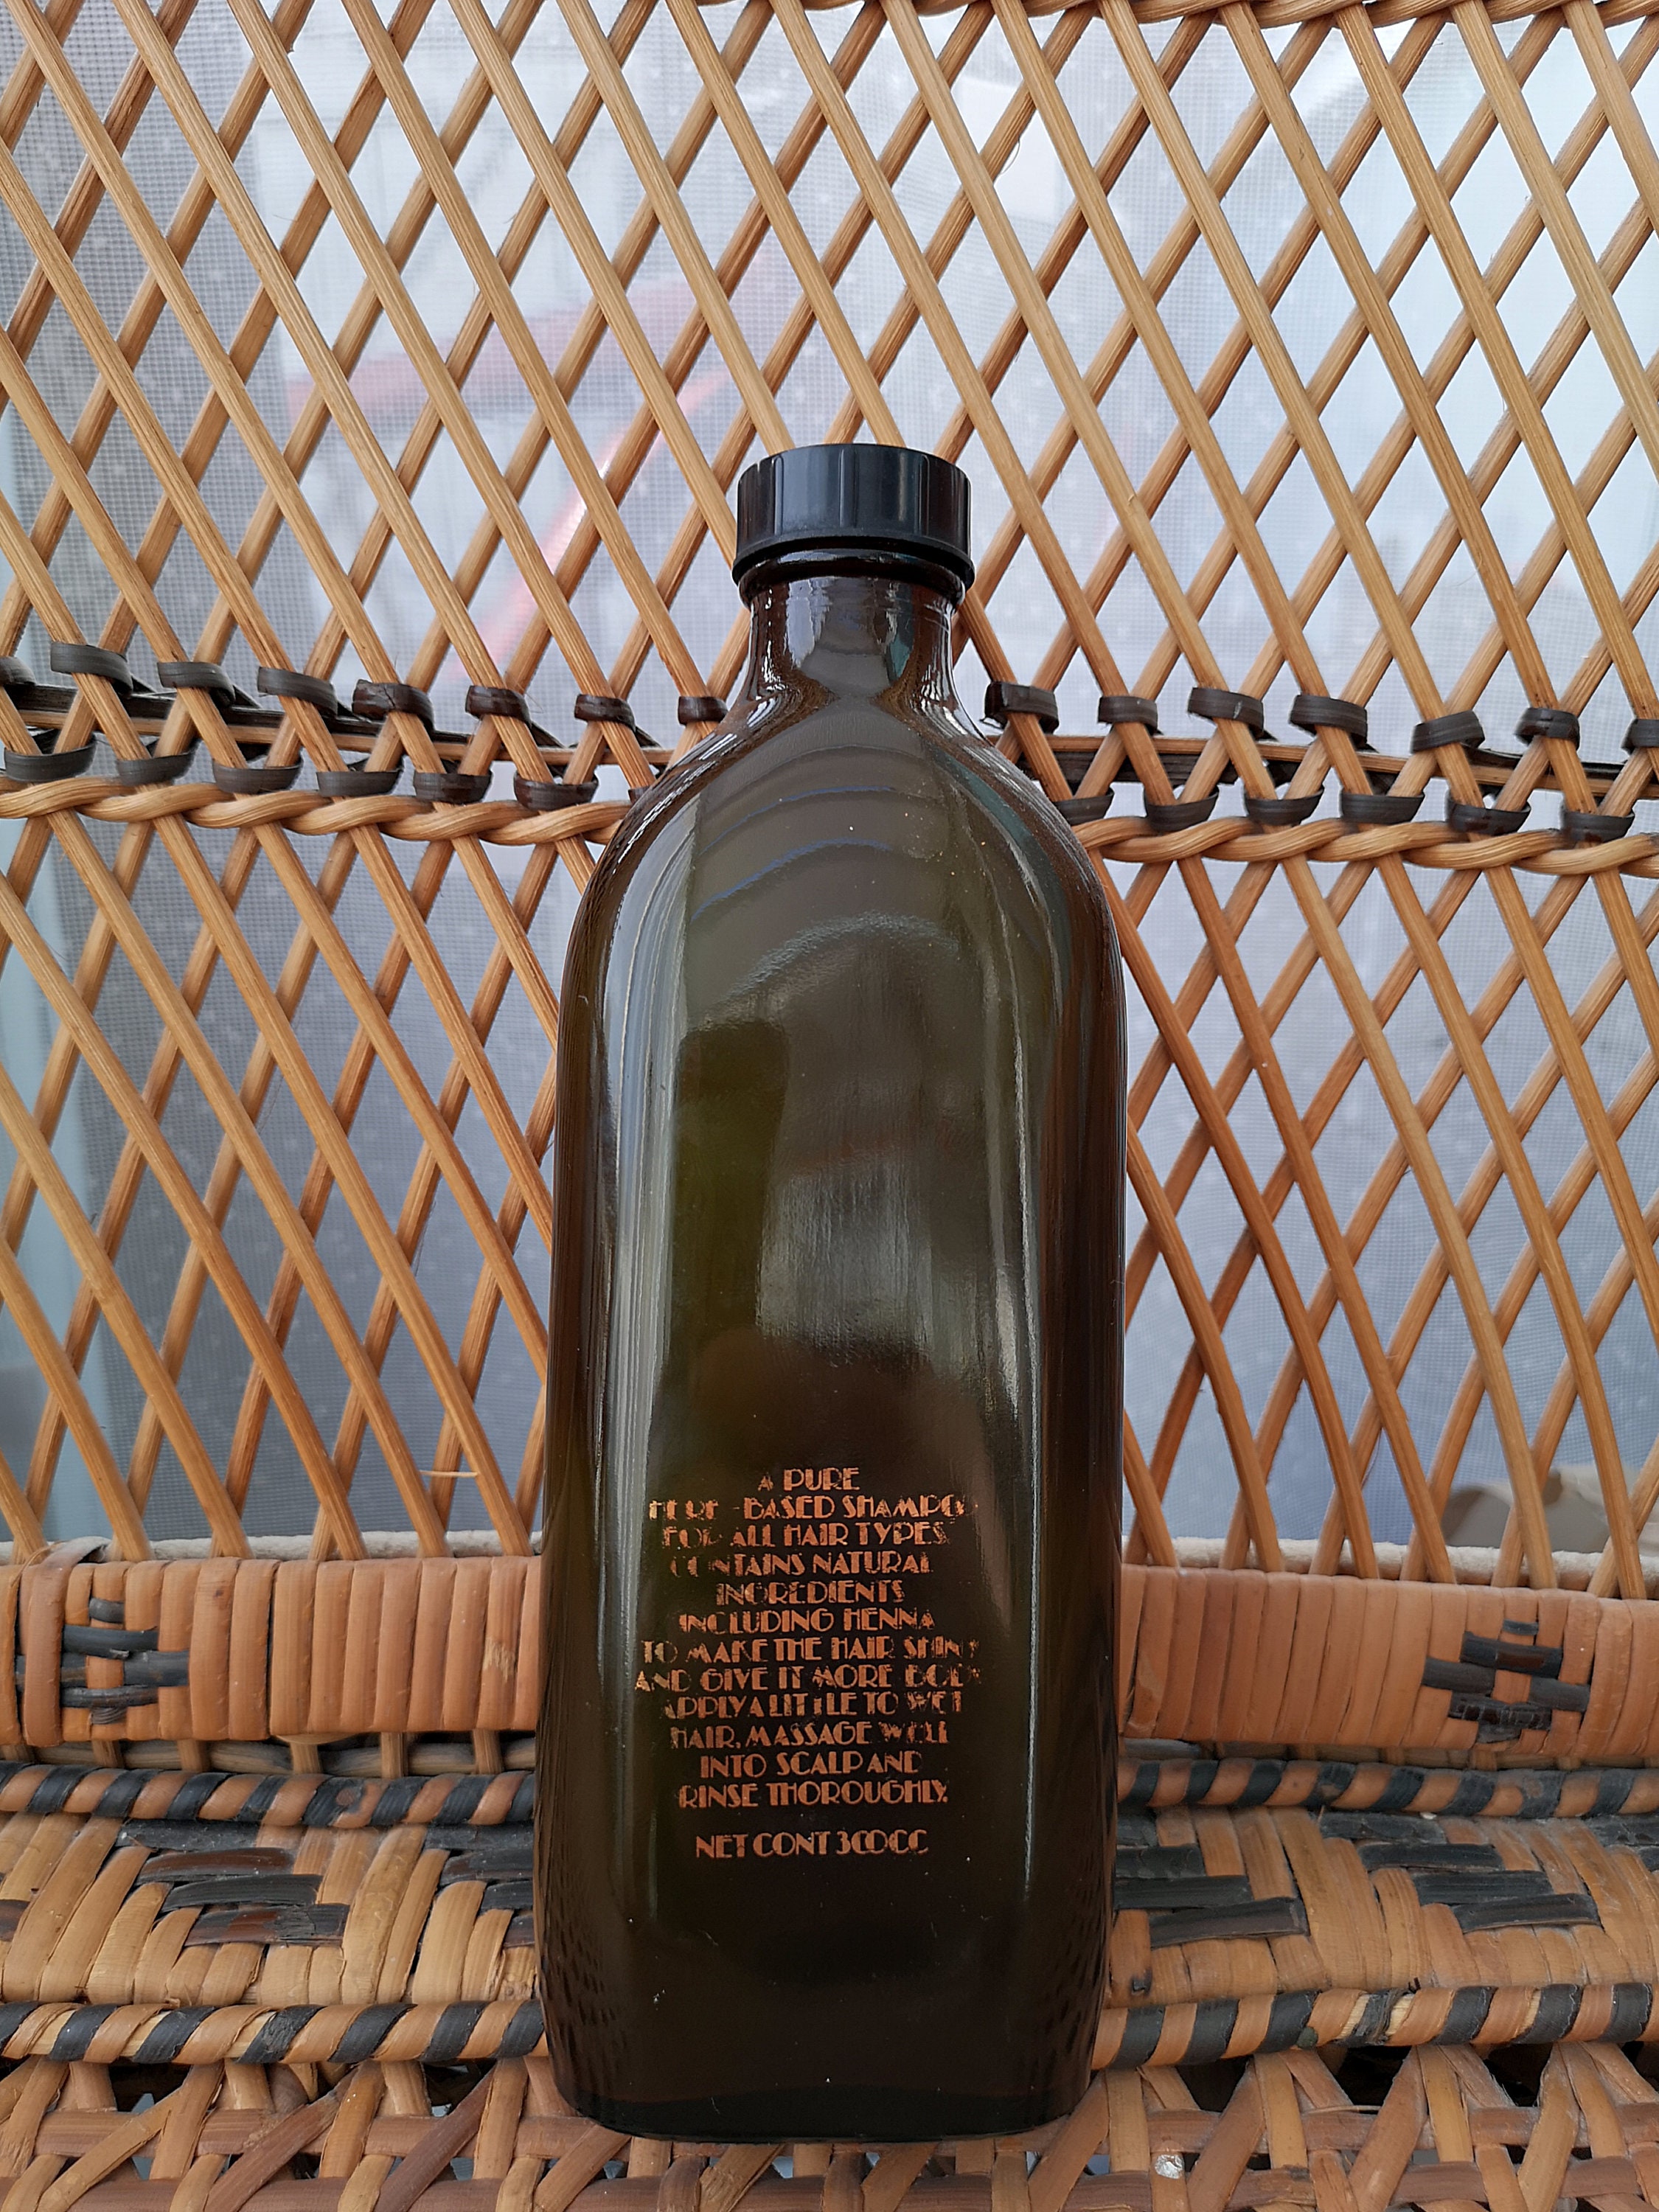 A PURE
HERB-BASED SHAMPOO
FOR ALL HAIR TYPES.
CONTAINS NATURAL
INGREDIENTS
INCLUDING HENNA
TO MAKE THE HAIR SHINY
AND GIVE IT MORE BODY
APPLY A LITTLE TO WET
HAIR, MASSAGE WELL
INTO SCALP AND
RINSE THOROUGHLY.
NET CONT 300CC